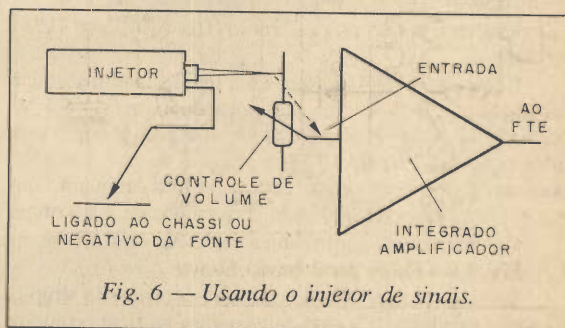 INJETOR
ENTRADA
AO
FTE
CONTROLE DE
VOLUME
LIGADO AO CHASSI OU
NEGATIVO DA FONTE
INTEGRADO
AMPLIFICADOR
Fig. 6 — Usando o injetor de sinais.